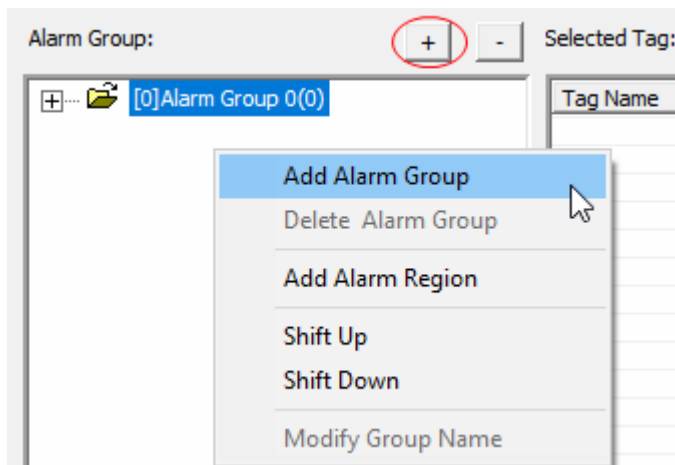 Alarm Group: + - Selected Tag:
[0]Alarm Group 0(0) Tag Name
Add Alarm Group
Delete Alarm Group
Add Alarm Region
Shift Up
Shift Down
Modify Group Name